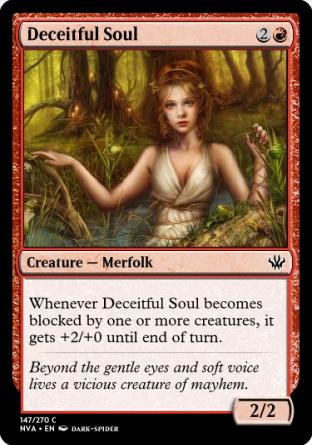 Deceitful Soul 2
Creature — Merfolk
Whenever Deceitful Soul becomes
blocked by one or more creatures, it
gets +2/+0 until end of turn.
Beyond the gentle eyes and soft voice
lives a vicious creature of mayhem.
2/2
147/270 C
NVA • EN DARK-SPIDER